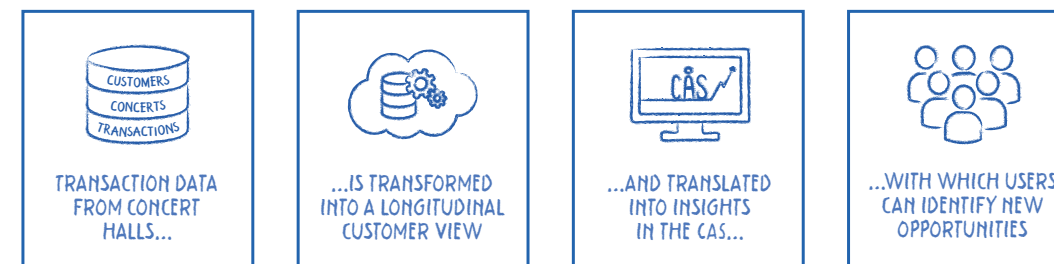 CUSTOMERS
CONCERTS
TRANSACTIONS
TRANSACTION DATA
FROM CONCERT
HALLS...
...IS TRANSFORMED
INTO A LONGITUDINAL
CUSTOMER VIEW
CAS
...AND TRANSLATED
INTO INSIGHTS
IN THE CAS...
...WITH WHICH USERS
CAN IDENTIFY NEW
OPPORTUNITIES